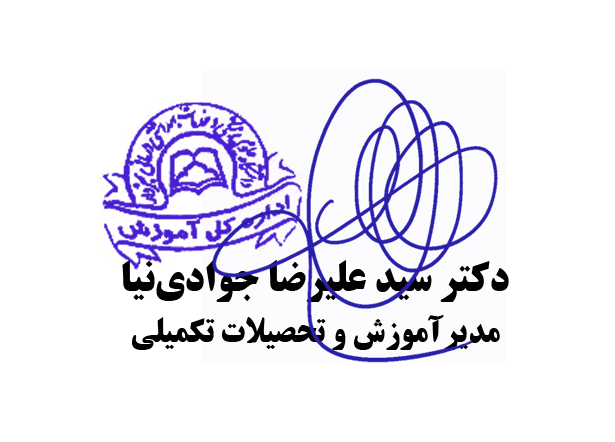 اداره کل آموزش
دکتر سید علیرضا جوادی‌نیا
مدیر آموزش و تحصیلات تکمیلی